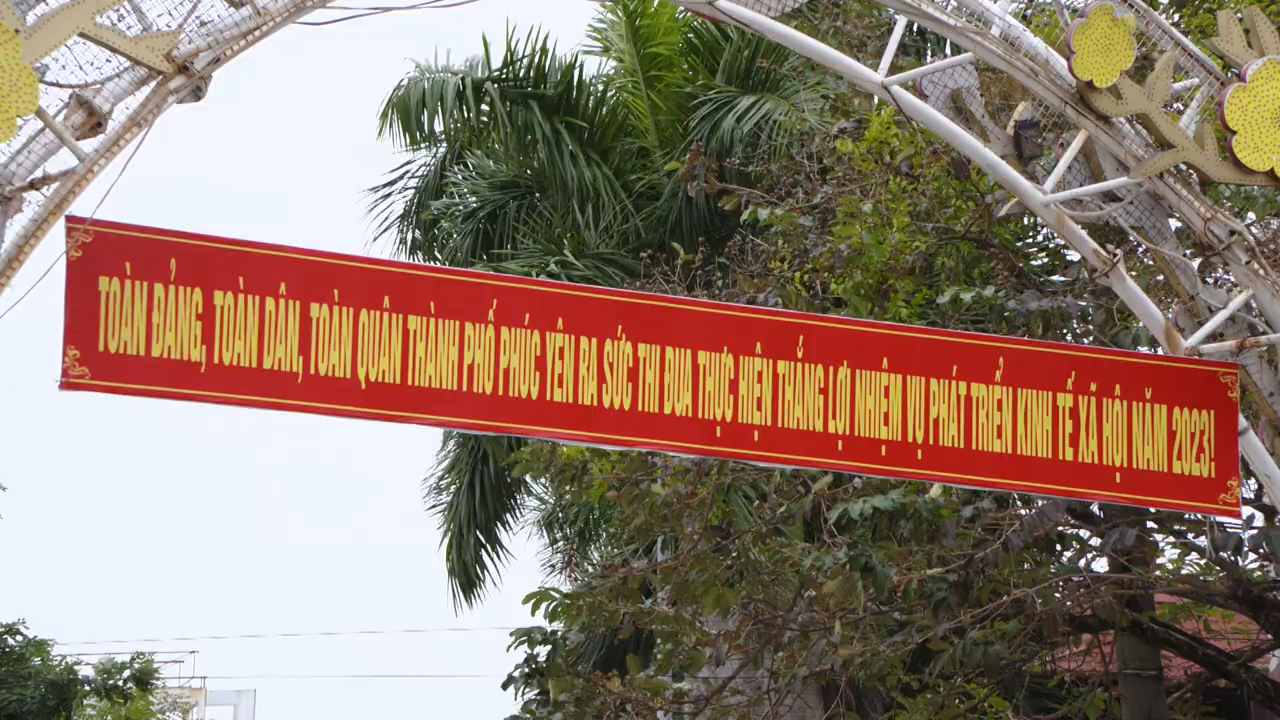 TOÀN ĐẢNG, TOÀN DÂN, TOÀN QUÂN THÀNH PHỐ PHÚC YÊN RA SỨC THI ĐUA THỰC HIỆN THẮNG LỢI NHIỆM VỤ PHÁT TRIỂN KINH TẾ XÃ HỘI NĂM 2023!